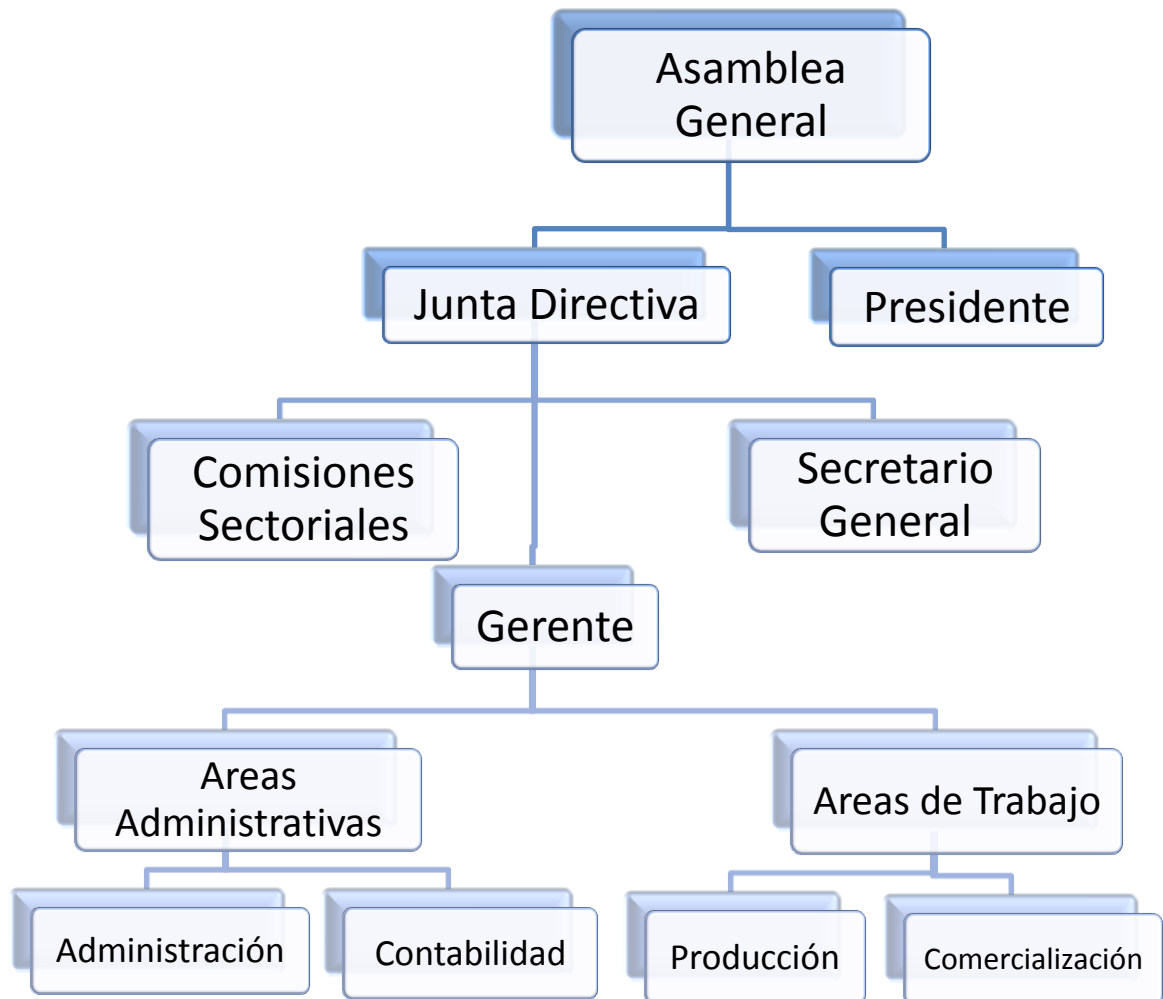 Asamblea
General
Junta Directiva
Presidente
Comisiones
Sectoriales
Secretario
General
Gerente
Areas
Administrativas
Areas de Trabajo
Administración
Contabilidad
Producción
Comercialización